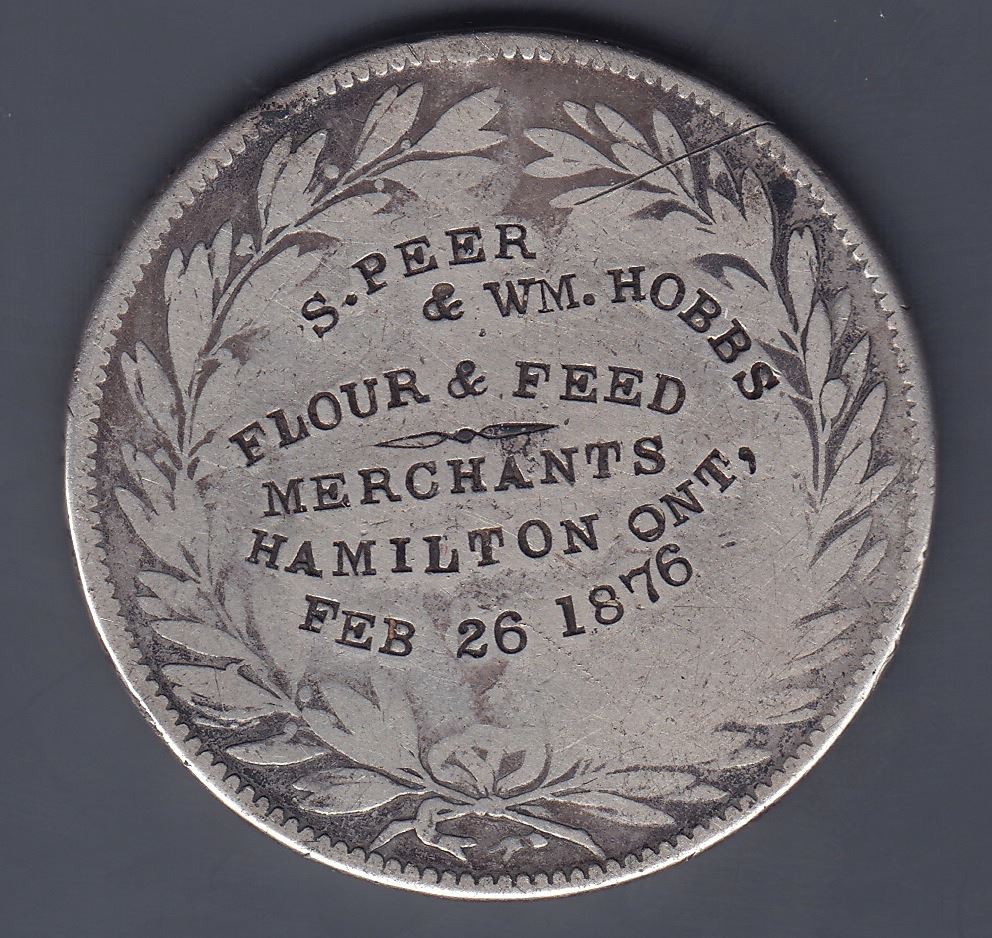 S. PEER
& WM. HOBBS
FLOUR & FEED
MERCHANTS
HAMILTON ONT,
FEB 26 1876